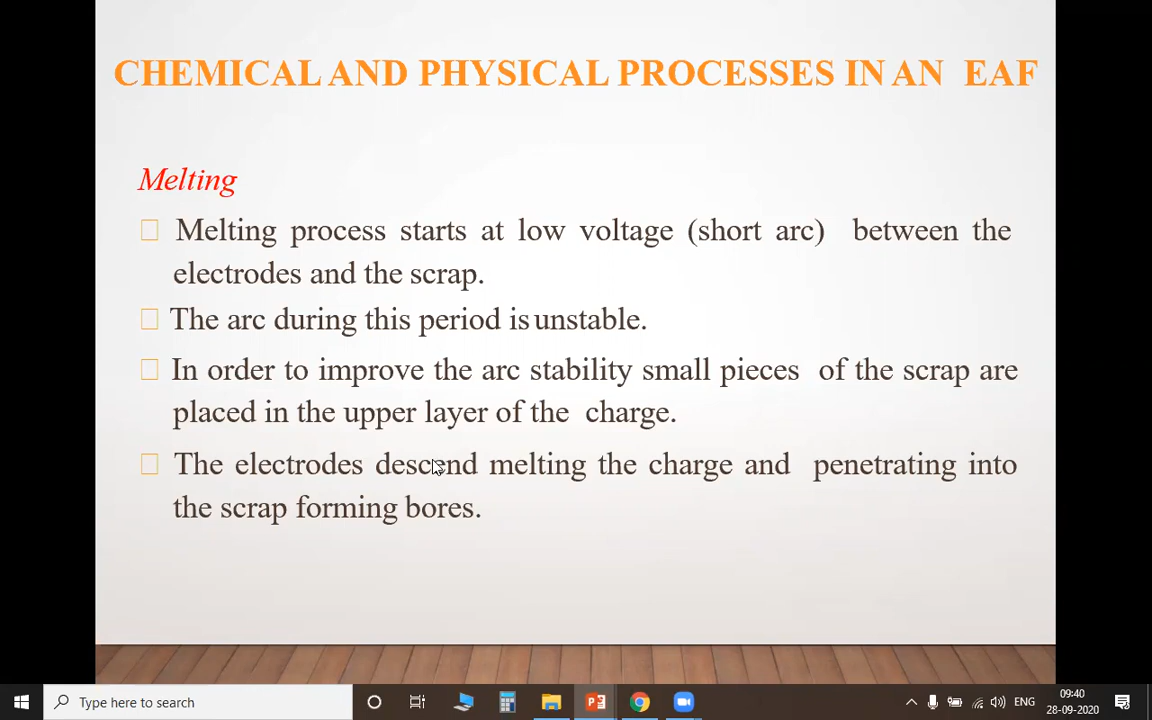 CHEMICAL AND PHYSICAL PROCESSES IN AN EAF
Melting
Melting process starts at low voltage (short arc) between the
electrodes and the scrap.
The arc during this period is unstable.
In order to improve the arc stability small pieces of the scrap are
placed in the upper layer of the charge.
The electrodes descend melting the charge and penetrating into
the scrap forming bores.
Type here to search
ENG
09:40
28-09-2020